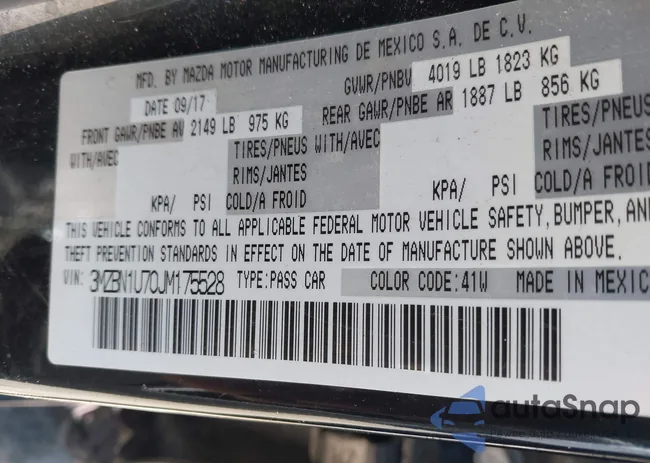 MFD. BY MAZDA MOTOR MANUFACTURING DE MEXICO S.A. DE C.V.
DATE 09/17 GVWR/PNBV 4019 LB 1823 KG
FRONT GAWR/PNBE AV 2149 LB 975 KG REAR GAWR/PNBE AR 1887 LB 856 KG
WITH/AVEC TIRES/PNEUS WITH/AVEC TIRES/PNEUS
RIMS/JANTES RIMS/JANTES
KPA/ PSI COLD/A FROID KPA/ PSI COLD/A FROID
THIS VEHICLE CONFORMS TO ALL APPLICABLE FEDERAL MOTOR VEHICLE SAFETY, BUMPER, AND
THEFT PREVENTION STANDARDS IN EFFECT ON THE DATE OF MANUFACTURE SHOWN ABOVE.
VIN: 3MZBN1U70JM175528 TYPE:PASS CAR COLOR CODE:41W MADE IN MEXICO
autoSnap